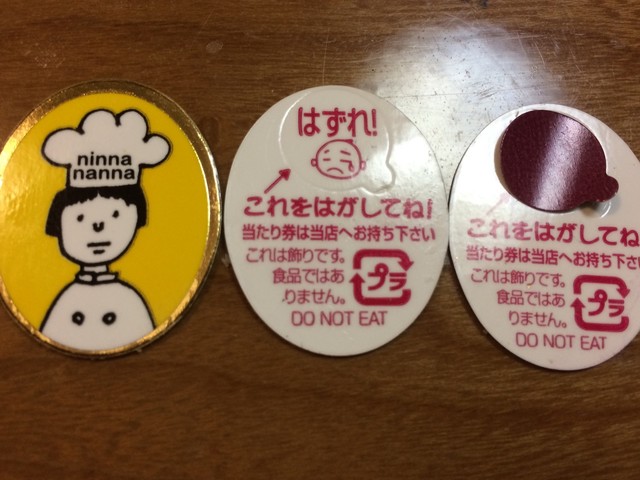 ninna
nanna
はずれ!
これをはがしてね!
当たり券は当店へお持ち下さい
これは飾りです。
食品ではあ
りません。
プラ
DO NOT EAT
これをはがしてね
当たり券は当店へお持ち下さい
これは飾りです。
食品ではあ
りません。
プラ
DO NOT EAT